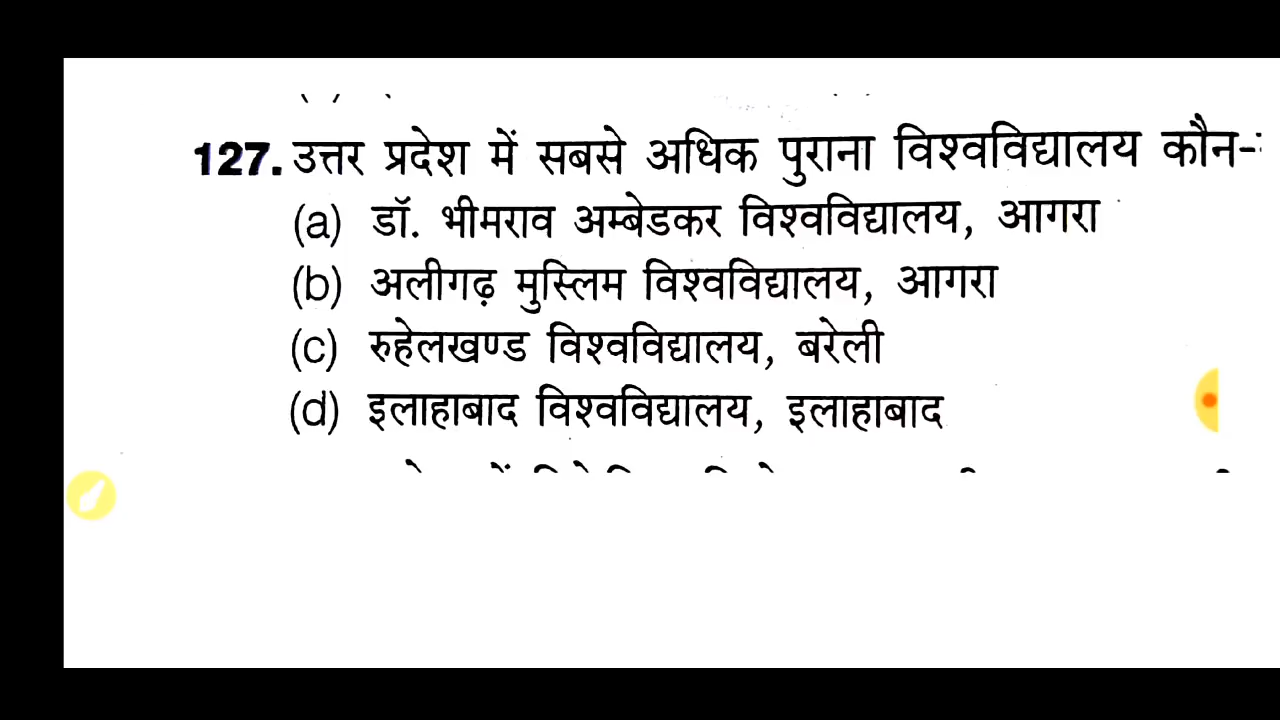 127. उत्तर प्रदेश में सबसे अधिक पुराना विश्वविद्यालय कौन-
(a) डॉ. भीमराव अम्बेडकर विश्वविद्यालय, आगरा
(b) अलीगढ़ मुस्लिम विश्वविद्यालय, आगरा
(c) रुहेलखण्ड विश्वविद्यालय, बरेली
(d) इलाहाबाद विश्वविद्यालय, इलाहाबाद